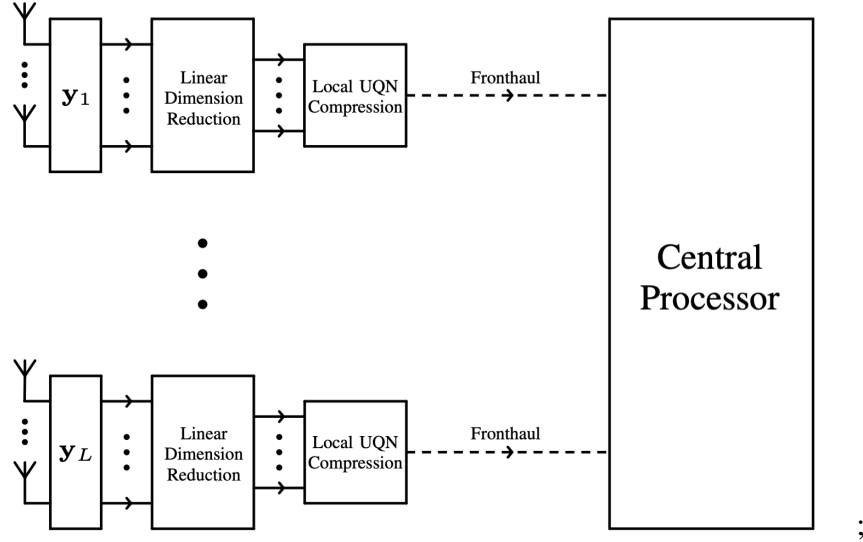 y1
Linear
Dimension
Reduction
Local UQN
Compression
Fronthaul
Central
Processor
yL
Linear
Dimension
Reduction
Local UQN
Compression
Fronthaul
;